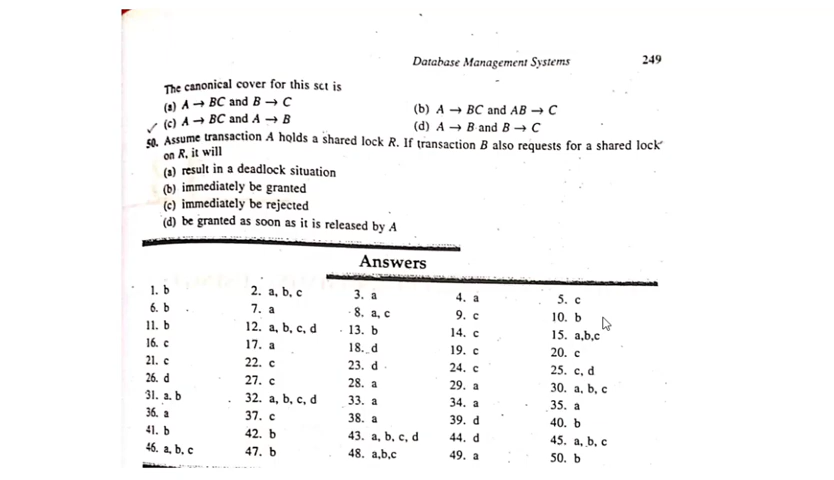 Database Management Systems 249
The canonical cover for this set is
(a) A → BC and B → C
(b) A → BC and AB → C
(c) A → BC and A → B
(d) A → B and B → C
50. Assume transaction A holds a shared lock R. If transaction B also requests for a shared lock
on R, it will
(a) result in a deadlock situation
(b) immediately be granted
(c) immediately be rejected
(d) be granted as soon as it is released by A
Answers
1. b 2. a, b, c 3. a 4. a 5. c
6. b 7. a 8. a, c 9. c 10. b
11. b 12. a, b, c, d 13. b 14. c 15. a,b,c
16. c 17. a 18. d 19. c 20. c
21. c 22. c 23. d 24. c 25. c, d
26. d 27. c 28. a 29. a 30. a, b, c
31. a. b 32. a, b, c, d 33. a 34. a 35. a
36. a 37. c 38. a 39. d 40. b
41. b 42. b 43. a, b, c, d 44. d 45. a, b, c
46. a, b, c 47. b 48. a,b,c 49. a 50. b